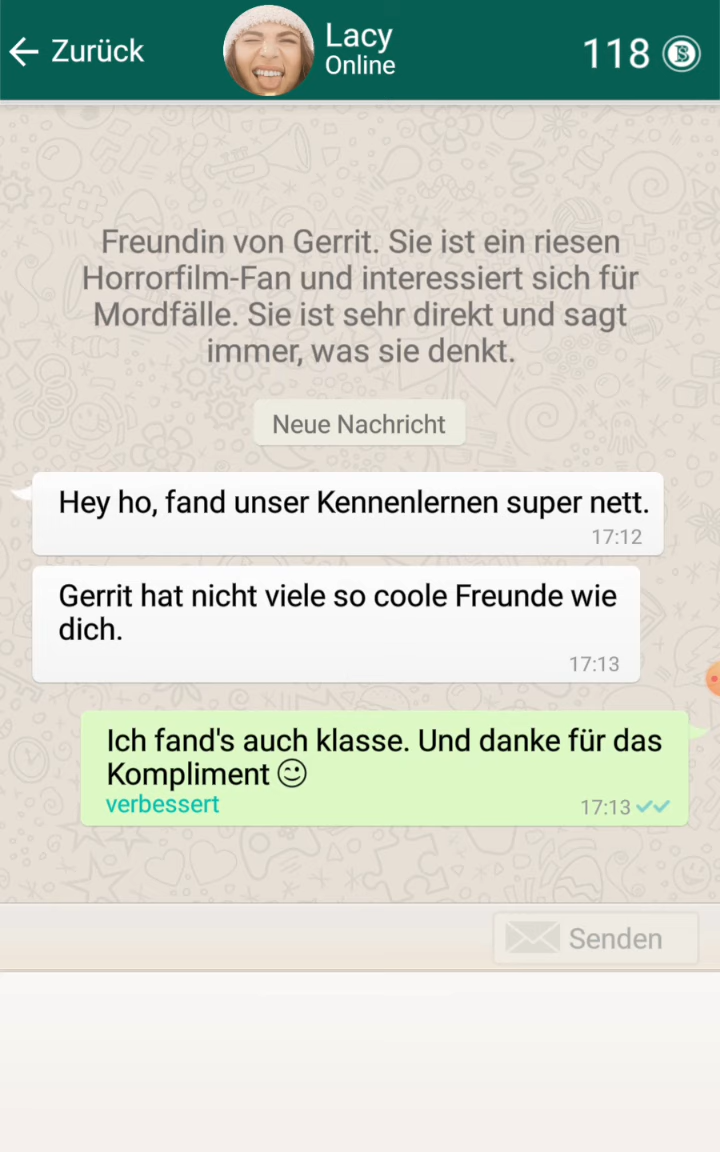 Zurück
Lacy
Online
118
Freundin von Gerrit. Sie ist ein riesen
Horrorfilm-Fan und interessiert sich für
Mordfälle. Sie ist sehr direkt und sagt
immer, was sie denkt.
Neue Nachricht
Hey ho, fand unser Kennenlernen super nett.
17:12
Gerrit hat nicht viele so coole Freunde wie
dich.
17:13
Ich fand's auch klasse. Und danke für das
Kompliment 😉
verbessert
17:13
Senden